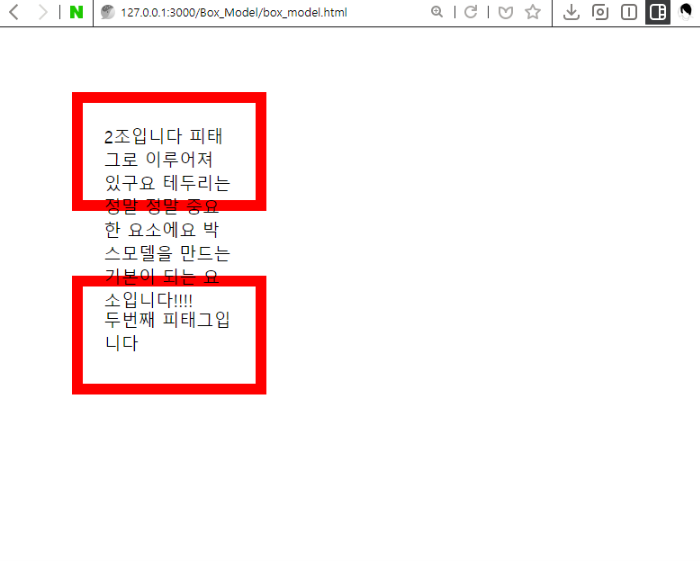 N
127.0.0.1:3000/Box_Model/box_model.html
2조입니다 피태
그로 이루어져
있구요 테두리는
정말 정말 중요
한 요소에요 박
스모델을 만드는
기본이 되는 요
소입니다!!!!
두번째 피태그입
니다